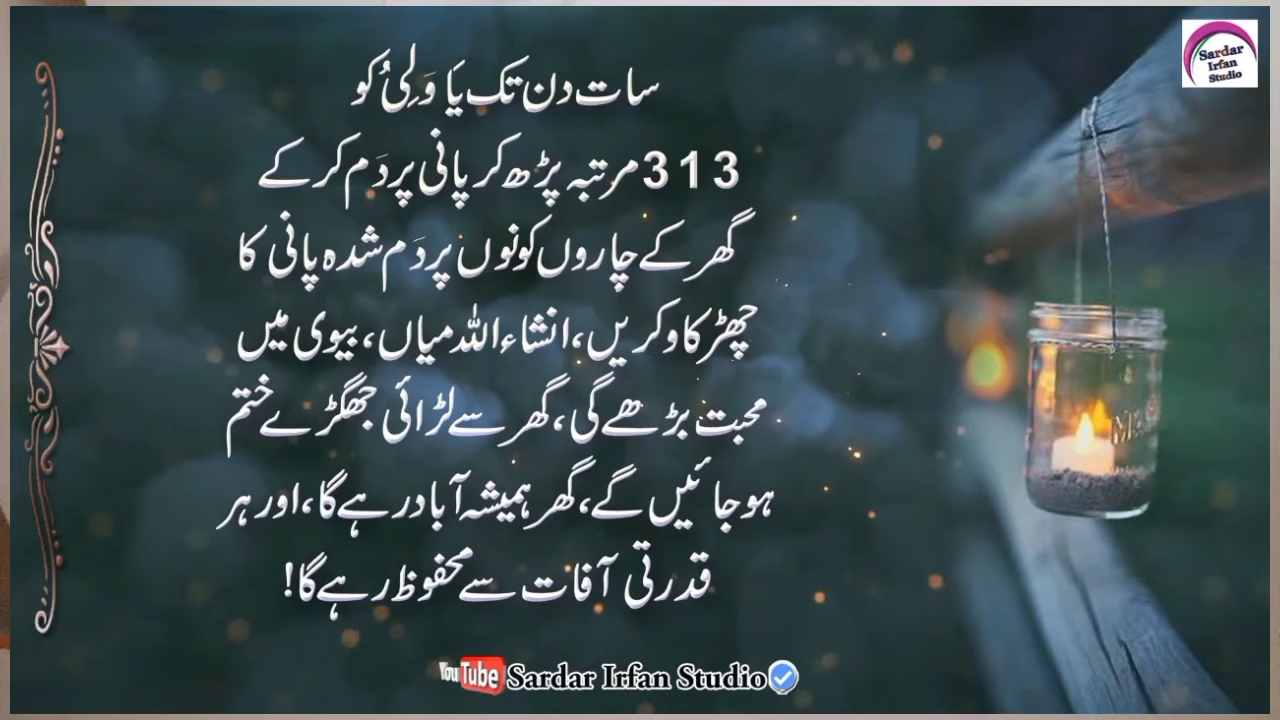 Sardar
Irfan
Studio
سات دن تک یَا وَلِیُ کو
313 مرتبہ پڑھ کر پانی پر دَم کر کے
گھر کے چاروں کونوں پر دَم شدہ پانی کا
چھڑکاو کریں، انشاء اللہ میاں، بیوی میں
محبت بڑھے گی، گھر سے لڑائی جھگڑے ختم
ہو جائیں گے، گھر ہمیشہ آباد رہے گا، اور ہر
قدرتی آفات سے محفوظ رہے گا!
YouTube Sardar Irfan Studio